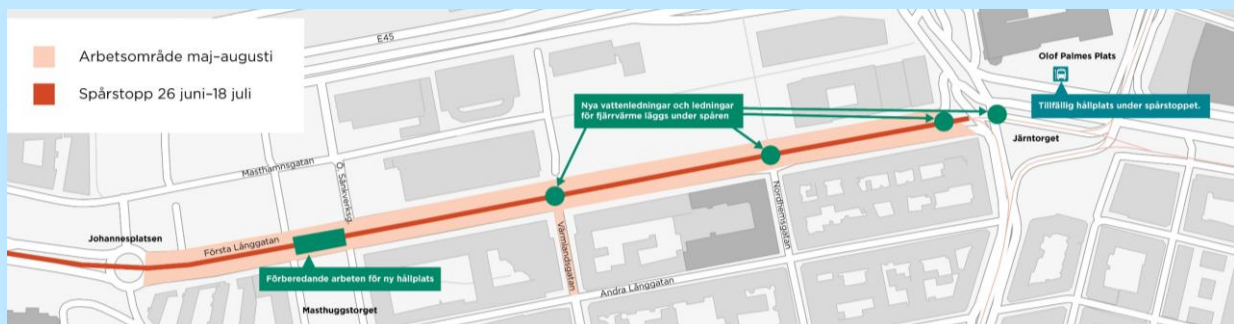 Arbetsområde maj–augusti
Spårstopp 26 juni–18 juli
E45
Olof Palmes Plats
Tillfällig hållplats under spårstoppet.
Nya vattenledningar och ledningar
för fjärrvärme läggs under spåren
Järntorget
Masthamnsgatan
Ö. Sänkverksg.
Nordhemsgatan
Johannesplatsen
Första Långgatan
Värmlandsgatan
Förberedande arbeten för ny hållplats
Andra Långgatan
Masthuggstorget